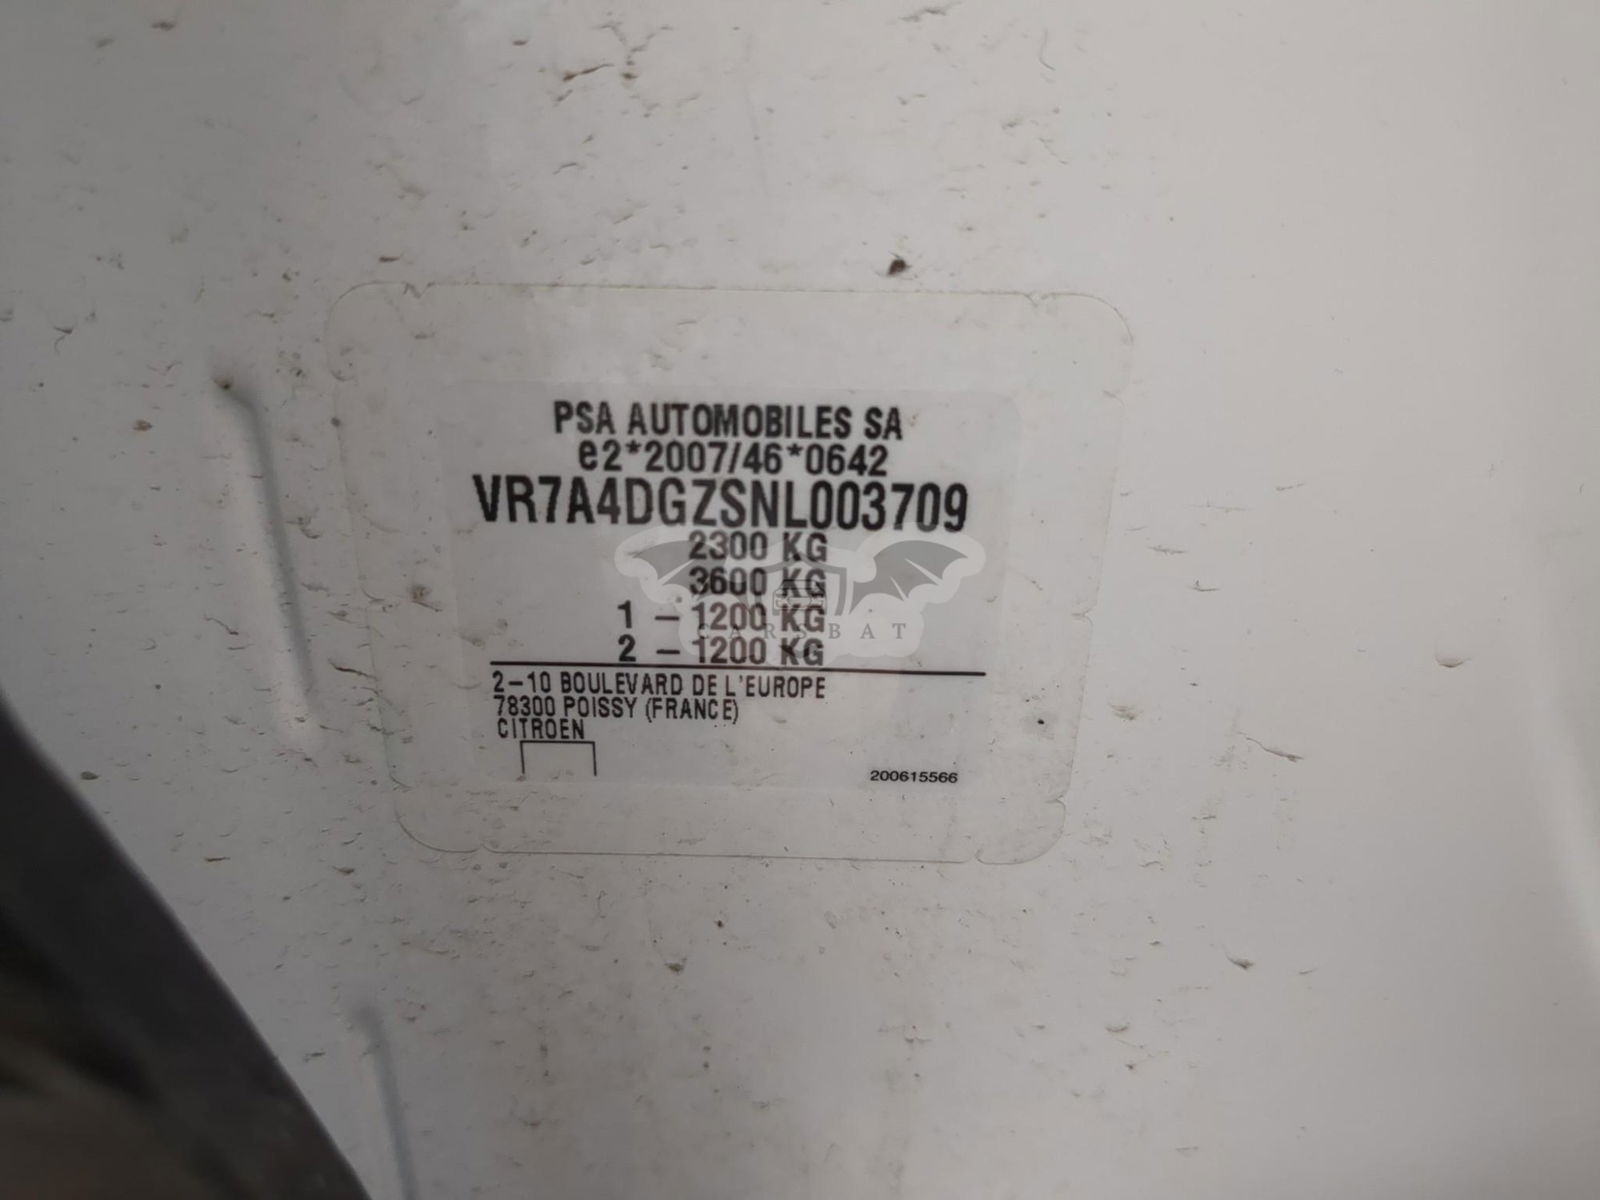 PSA AUTOMOBILES SA
e2*2007/46*0642
VR7A4DGZSNL003709
2300 KG
3600 KG
1 - 1200 KG
2 - 1200 KG
CARSBAT
2-10 BOULEVARD DE L'EUROPE
78300 POISSY (FRANCE)
CITROEN
200615566